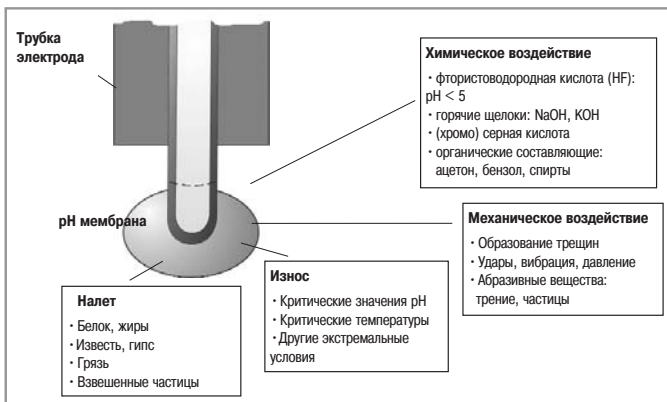 Трубка
электрода
pH мембрана
Химическое воздействие
· фтористоводородная кислота (HF):
pH < 5
· горячие щелоки: NaOH, KOH
· (хромо) серная кислота
· органические составляющие:
ацетон, бензол, спирты
Механическое воздействие
· Образование трещин
· Удары, вибрация, давление
· Абразивные вещества:
трение, частицы
Износ
· Критические значения pH
· Критические температуры
· Другие экстремальные
условия
Налет
· Белок, жиры
· Известь, гипс
· Грязь
· Взвешенные частицы